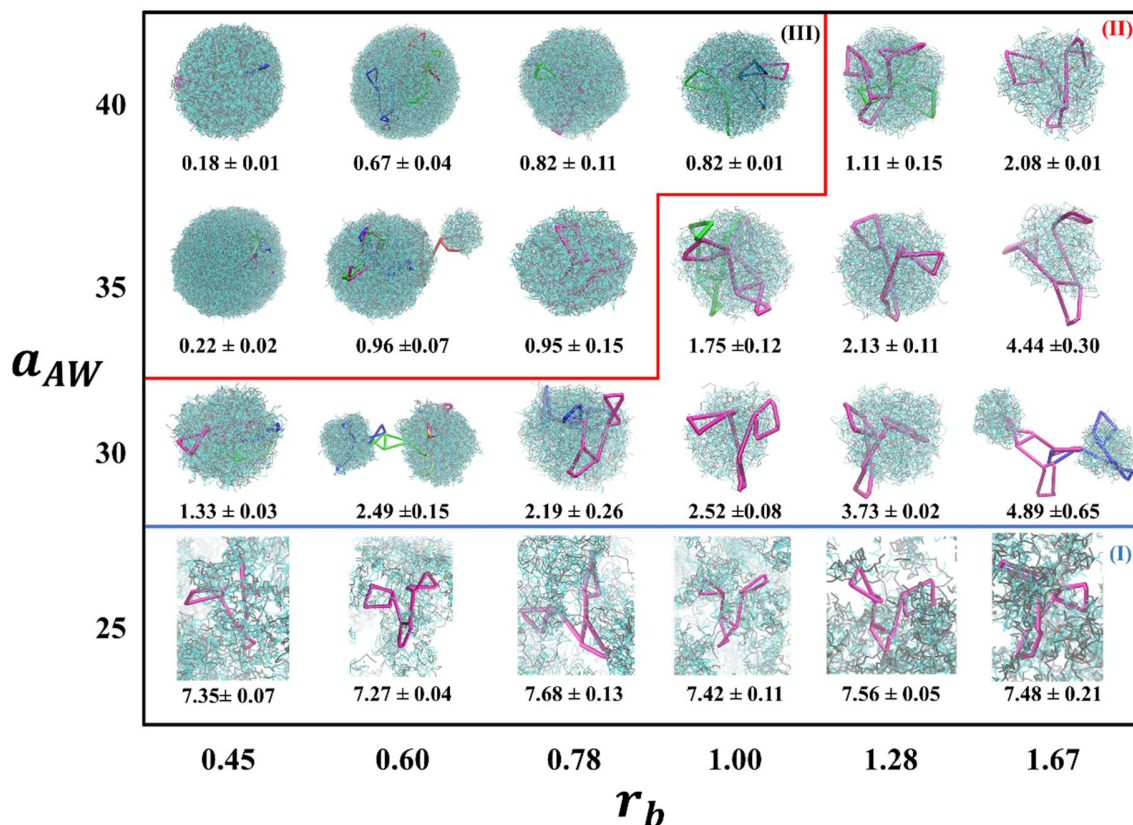 (III) (II)
40
0.18 ± 0.01 0.67 ± 0.04 0.82 ± 0.11 0.82 ± 0.01 1.11 ± 0.15 2.08 ± 0.01
35
0.22 ± 0.02 0.96 ±0.07 0.95 ± 0.15 1.75 ±0.12 2.13 ± 0.11 4.44 ±0.30
a_AW
30
1.33 ± 0.03 2.49 ±0.15 2.19 ± 0.26 2.52 ±0.08 3.73 ± 0.02 4.89 ±0.65
(I)
25
7.35± 0.07 7.27 ± 0.04 7.68 ± 0.13 7.42 ± 0.11 7.56 ± 0.05 7.48 ± 0.21
0.45 0.60 0.78 1.00 1.28 1.67
r_b